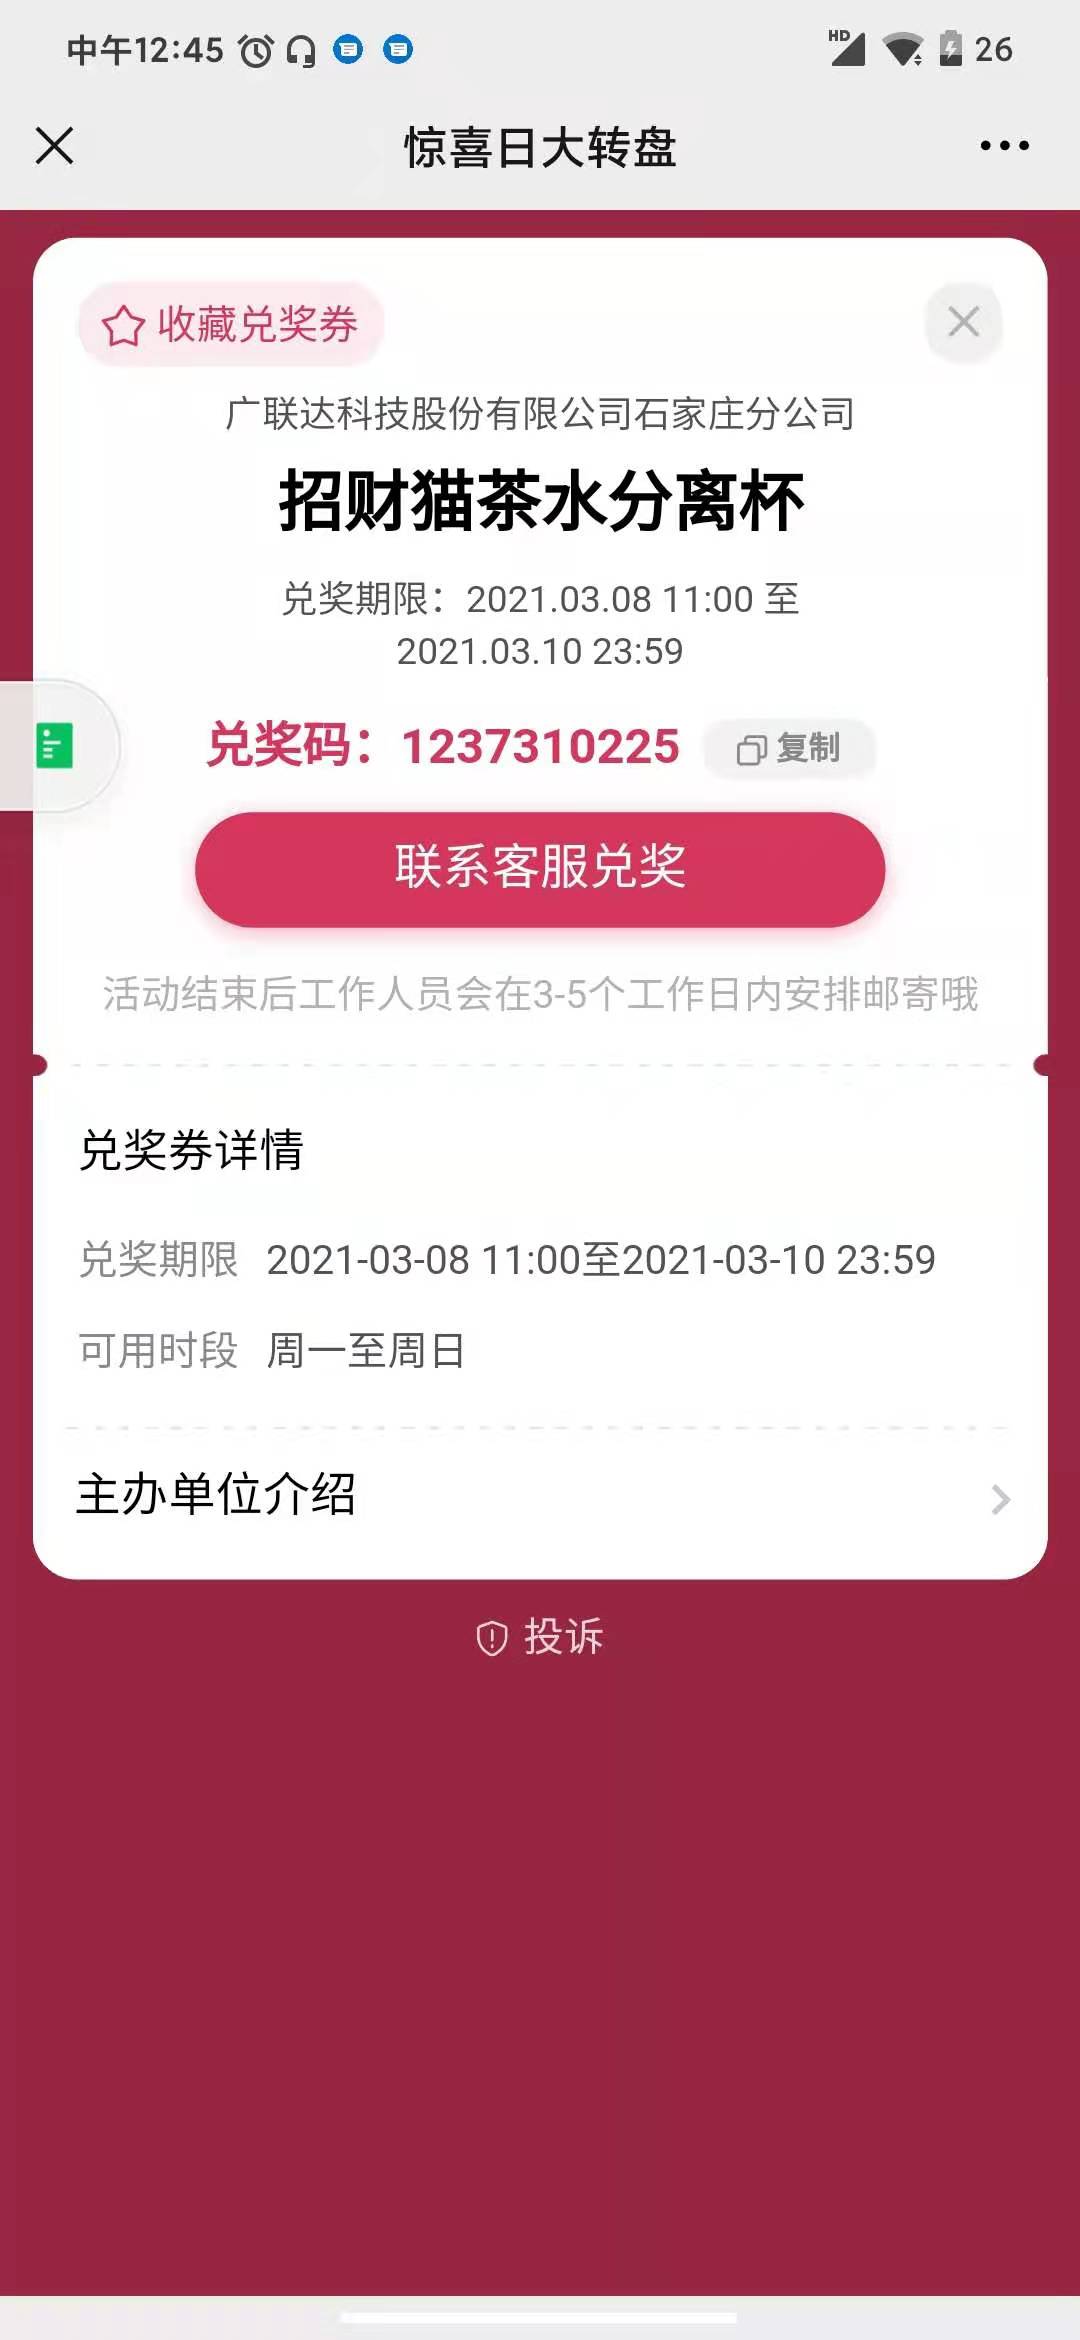 中午12:45
HD
26
惊喜日大转盘
收藏兑奖券
广联达科技股份有限公司石家庄分公司
招财猫茶水分离杯
兑奖期限：2021.03.08 11:00 至
2021.03.10 23:59
兑奖码：1237310225
复制
联系客服兑奖
活动结束后工作人员会在3-5个工作日内安排邮寄哦
兑奖券详情
兑奖期限 2021-03-08 11:00至2021-03-10 23:59
可用时段 周一至周日
主办单位介绍
投诉